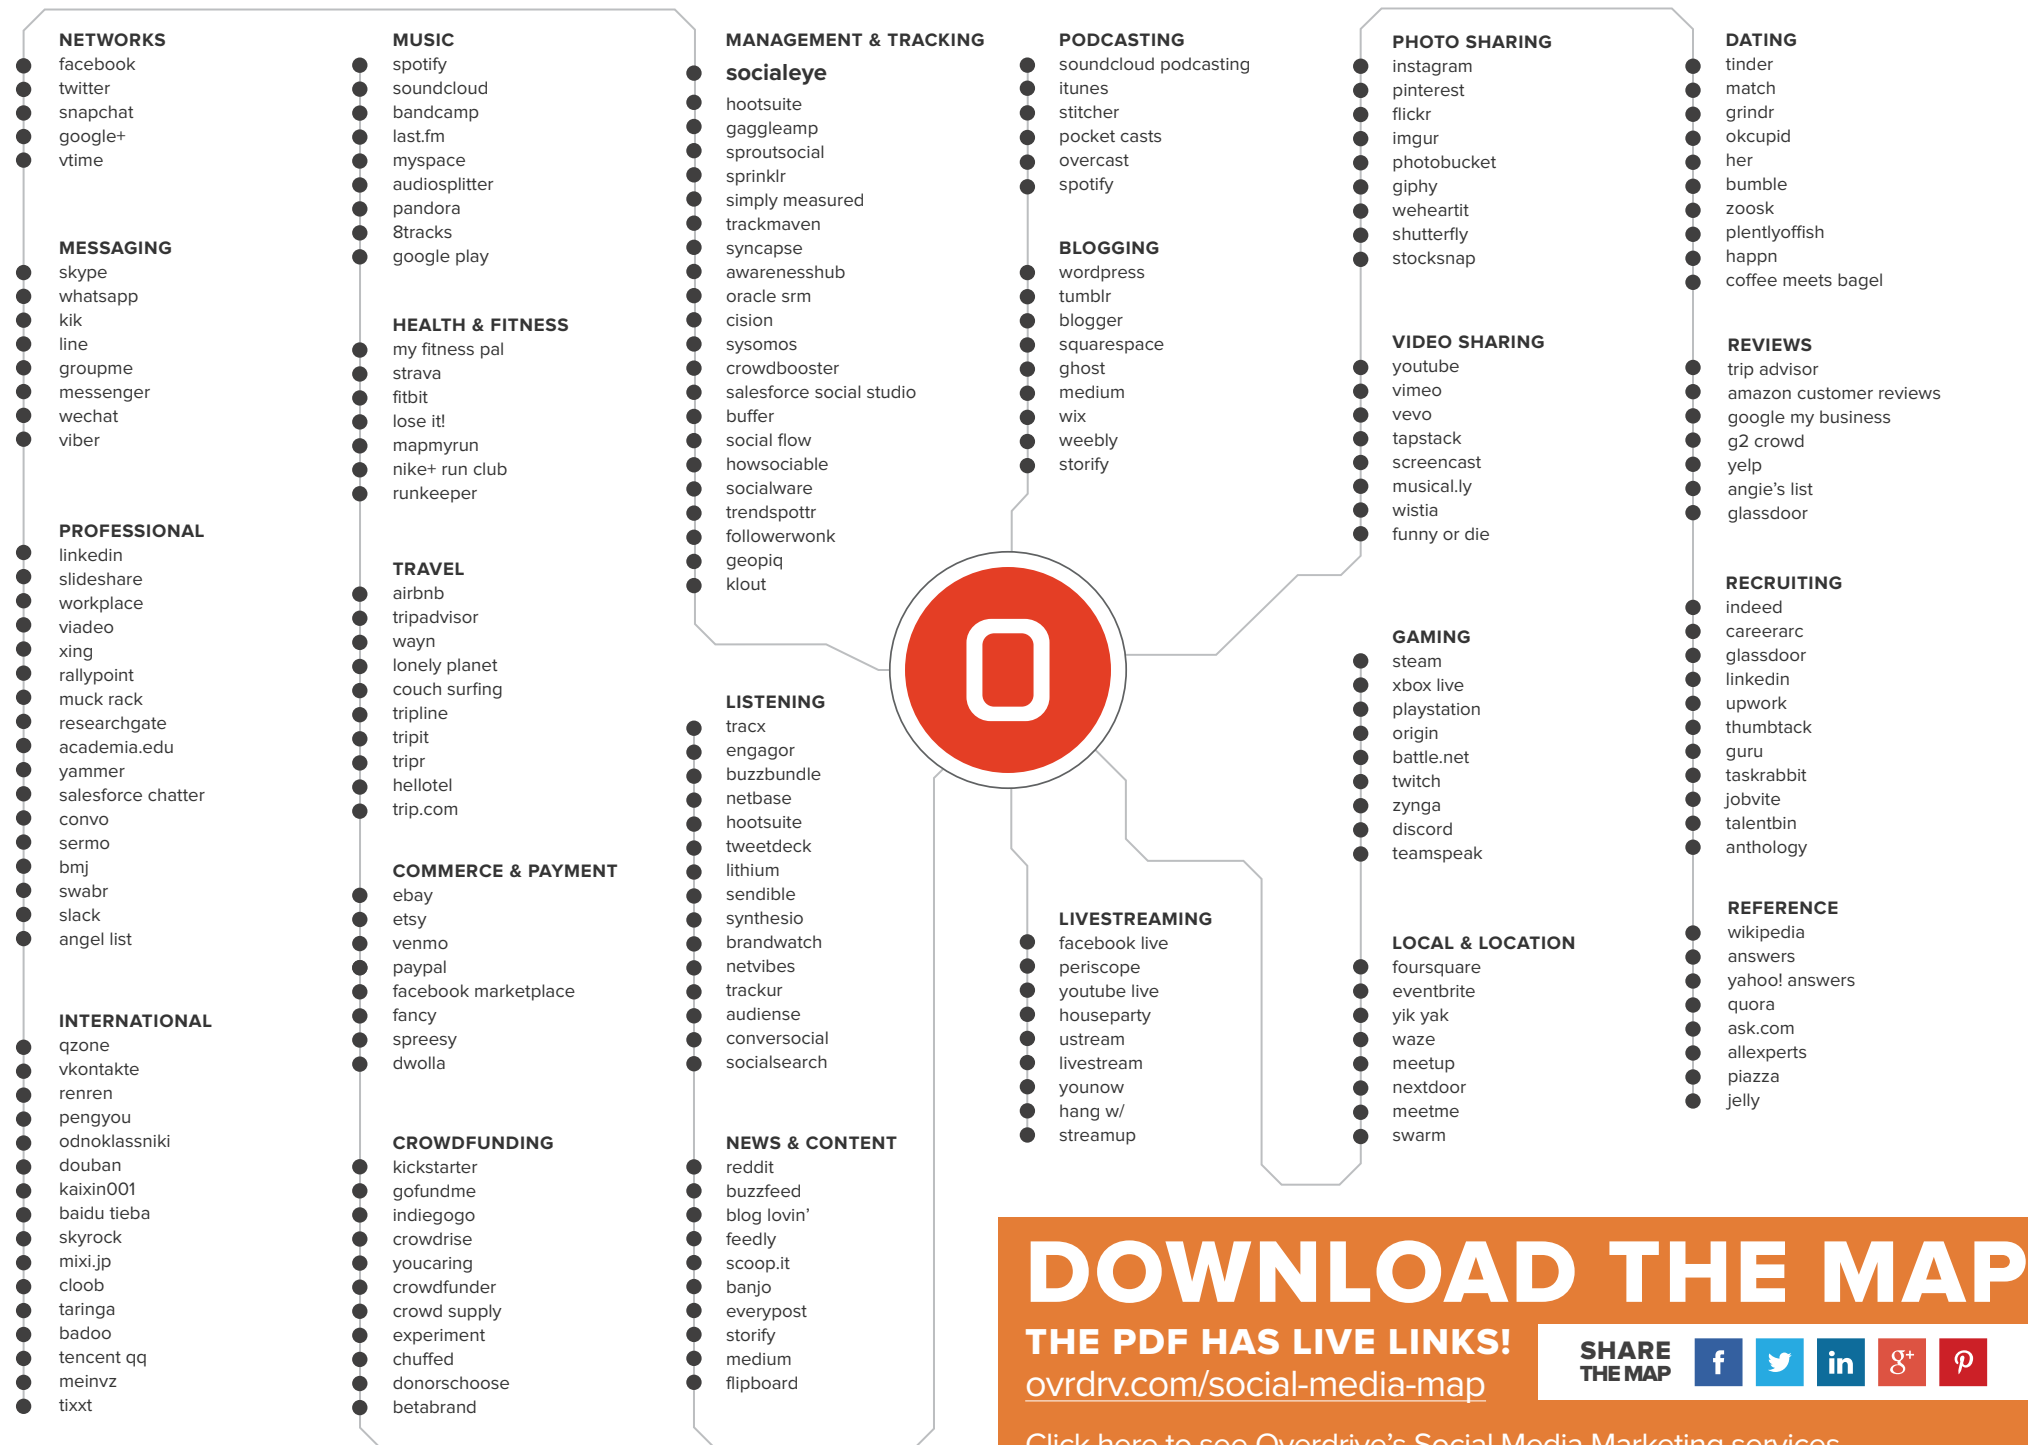 NETWORKS
facebook
twitter
snapchat
google+
vtime
MESSAGING
skype
whatsapp
kik
line
groupme
messenger
wechat
viber
PROFESSIONAL
linkedin
slideshare
workplace
viadeo
xing
rallypoint
muck rack
researchgate
academia.edu
yammer
salesforce chatter
convo
sermo
bmj
swabr
slack
angel list
INTERNATIONAL
qzone
vkontakte
renren
pengyou
odnoklassniki
douban
kaixin001
baidu tieba
skyrock
mixi.jp
cloob
taringa
badoo
tencent qq
meinvz
tixxt
MUSIC
spotify
soundcloud
bandcamp
last.fm
myspace
audiosplitter
pandora
8tracks
google play
HEALTH & FITNESS
my fitness pal
strava
fitbit
lose it!
mapmyrun
nike+ run club
runkeeper
TRAVEL
airbnb
tripadvisor
wayn
lonely planet
couch surfing
tripline
tripit
tripr
hellotel
trip.com
COMMERCE & PAYMENT
ebay
etsy
venmo
paypal
facebook marketplace
fancy
spreesy
dwolla
CROWDFUNDING
kickstarter
gofundme
indiegogo
crowdrise
youcaring
crowdfunder
crowd supply
experiment
chuffed
donorschoose
betabrand
MANAGEMENT & TRACKING
socialeye
hootsuite
gaggleamp
sproutsocial
sprinklr
simply measured
trackmaven
syncapse
awarenesshub
oracle srm
cision
sysomos
crowdbooster
salesforce social studio
buffer
social flow
howsociable
socialware
trendspottr
followerwonk
geopiq
klout
LISTENING
tracx
engagor
buzzbundle
netbase
hootsuite
tweetdeck
lithium
sendible
synthesio
brandwatch
netvibes
trackur
audiense
conversocial
socialsearch
NEWS & CONTENT
reddit
buzzfeed
blog lovin’
feedly
scoop.it
banjo
everypost
storify
medium
flipboard
PODCASTING
soundcloud podcasting
itunes
stitcher
pocket casts
overcast
spotify
BLOGGING
wordpress
tumblr
blogger
squarespace
ghost
medium
wix
weebly
storify
O
LIVESTREAMING
facebook live
periscope
youtube live
houseparty
ustream
livestream
younow
hang w/
streamup
PHOTO SHARING
instagram
pinterest
flickr
imgur
photobucket
giphy
weheartit
shutterfly
stocksnap
VIDEO SHARING
youtube
vimeo
vevo
tapstack
screencast
musical.ly
wistia
funny or die
GAMING
steam
xbox live
playstation
origin
battle.net
twitch
zynga
discord
teamspeak
LOCAL & LOCATION
foursquare
eventbrite
yik yak
waze
meetup
nextdoor
meetme
swarm
DATING
tinder
match
grindr
okcupid
her
bumble
zoosk
plentlyoffish
happn
coffee meets bagel
REVIEWS
trip advisor
amazon customer reviews
google my business
g2 crowd
yelp
angie’s list
glassdoor
RECRUITING
indeed
careerarc
glassdoor
linkedin
upwork
thumbtack
guru
taskrabbit
jobvite
talentbin
anthology
REFERENCE
wikipedia
answers
yahoo! answers
quora
ask.com
allexperts
piazza
jelly
DOWNLOAD THE MAP
THE PDF HAS LIVE LINKS!
ovrdrv.com/social-media-map
SHARE
THE MAP
f in g+
Click here to see Overdrive’s Social Media Marketing services